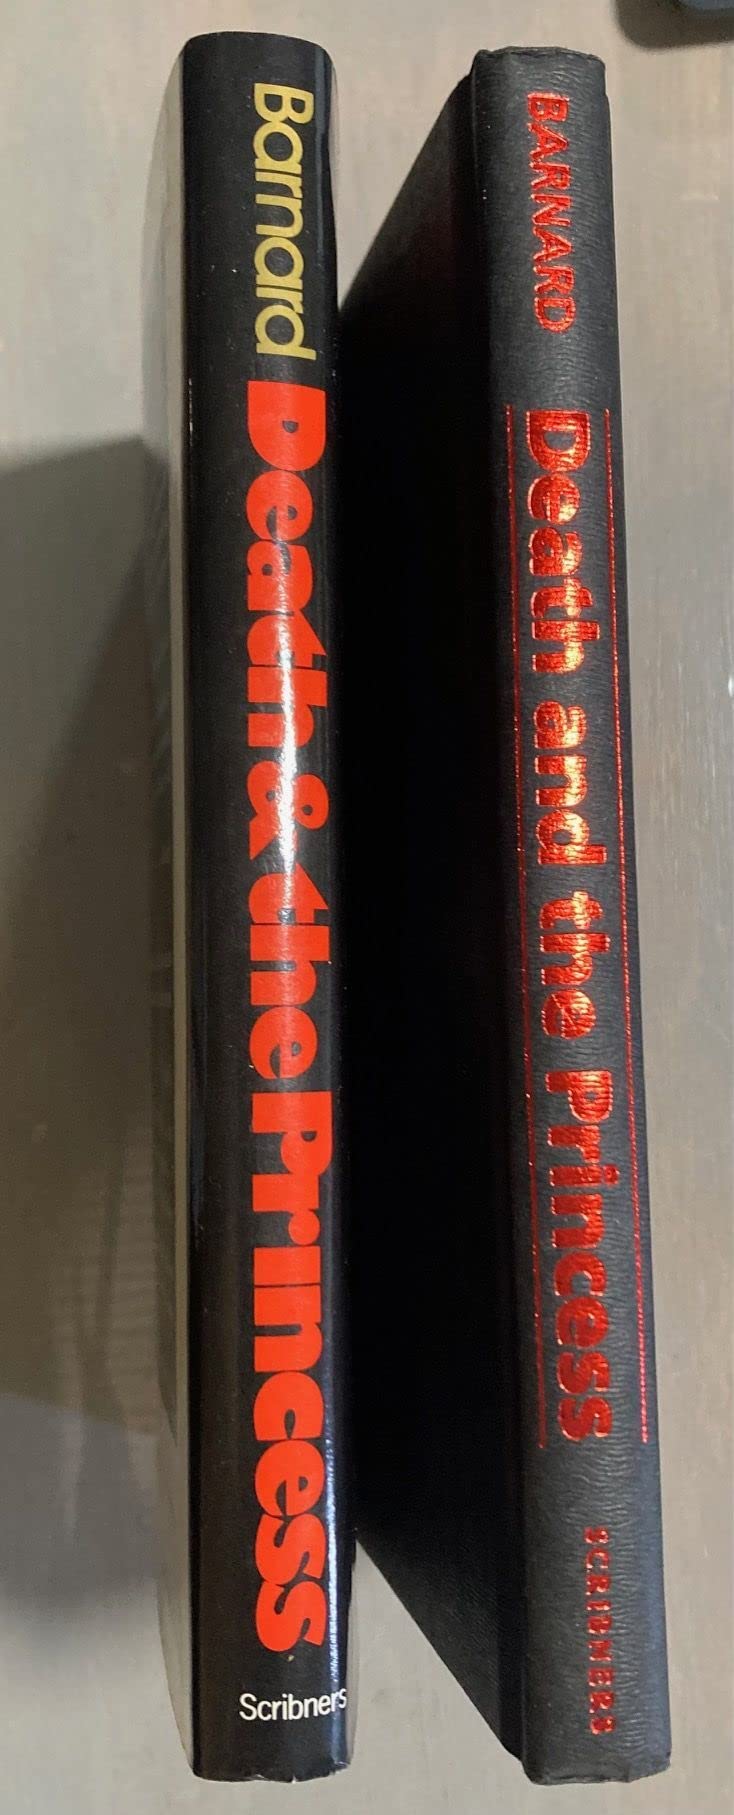 Barnard
Death & the Princess
Scribners
BARNARD
Death and the Princess
SCRIBNERS